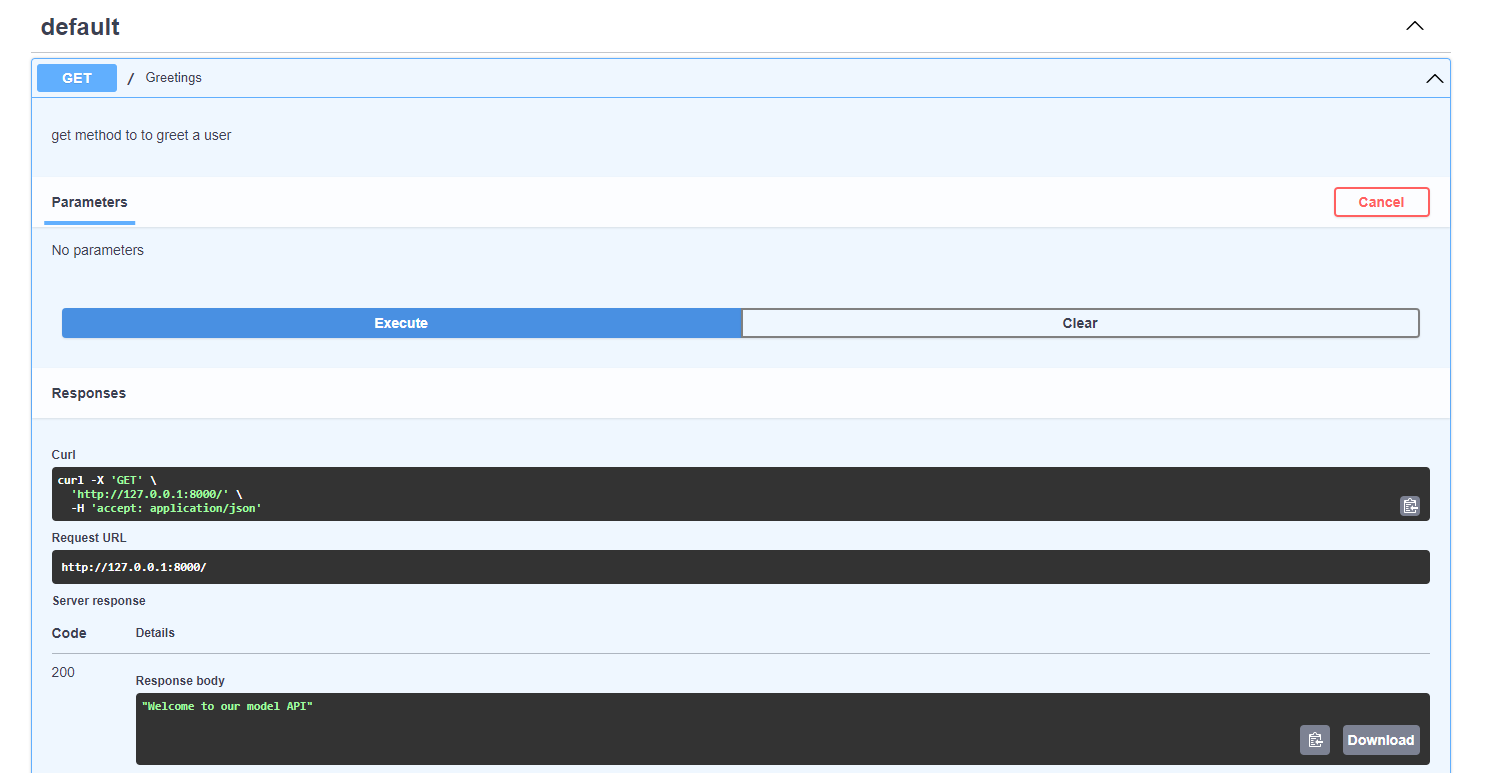 default
GET / Greetings
get method to to greet a user
Parameters Cancel
No parameters
Execute Clear
Responses
Curl
curl -X 'GET' \
'http://127.0.0.1:8000/' \
-H 'accept: application/json'
Request URL
http://127.0.0.1:8000/
Server response
Code Details
200
Response body
"Welcome to our model API"
Download